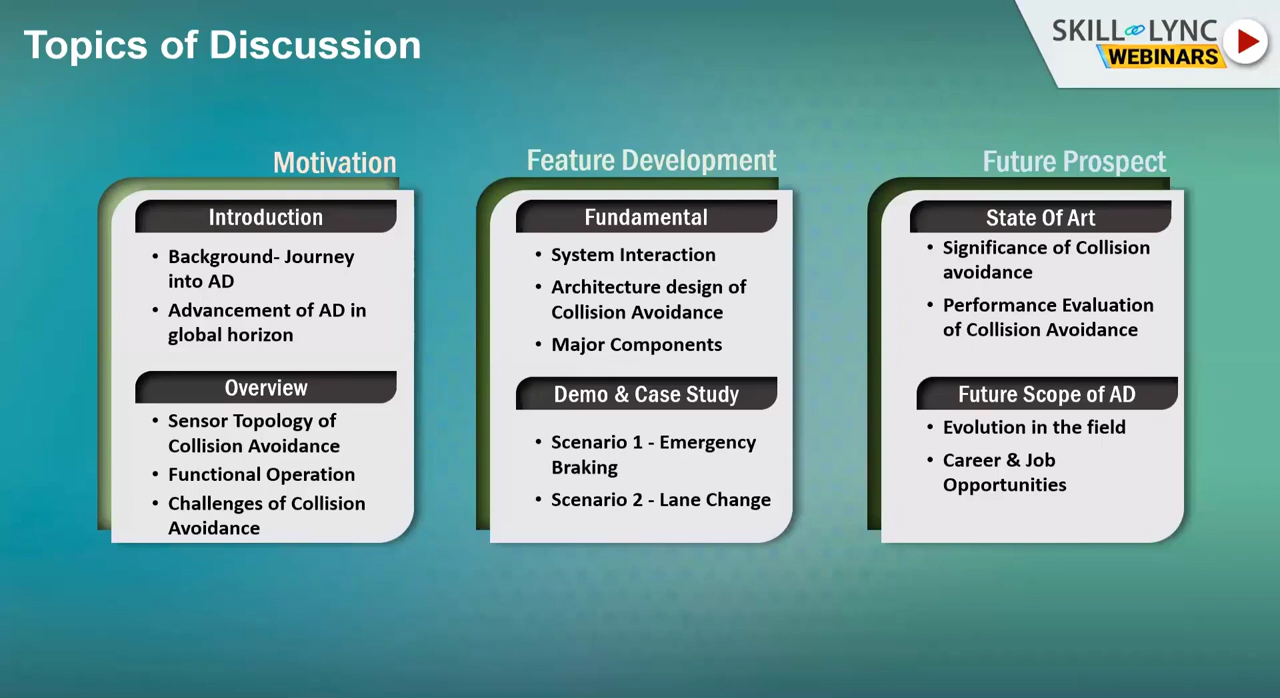 Topics of Discussion
SKILL LYNC
WEBINARS
Motivation
Introduction
• Background- Journey
into AD
• Advancement of AD in
global horizon
Overview
• Sensor Topology of
Collision Avoidance
• Functional Operation
• Challenges of Collision
Avoidance
Feature Development
Fundamental
• System Interaction
• Architecture design of
Collision Avoidance
• Major Components
Demo & Case Study
• Scenario 1 - Emergency
Braking
• Scenario 2 - Lane Change
Future Prospect
State Of Art
• Significance of Collision
avoidance
• Performance Evaluation
of Collision Avoidance
Future Scope of AD
• Evolution in the field
• Career & Job
Opportunities